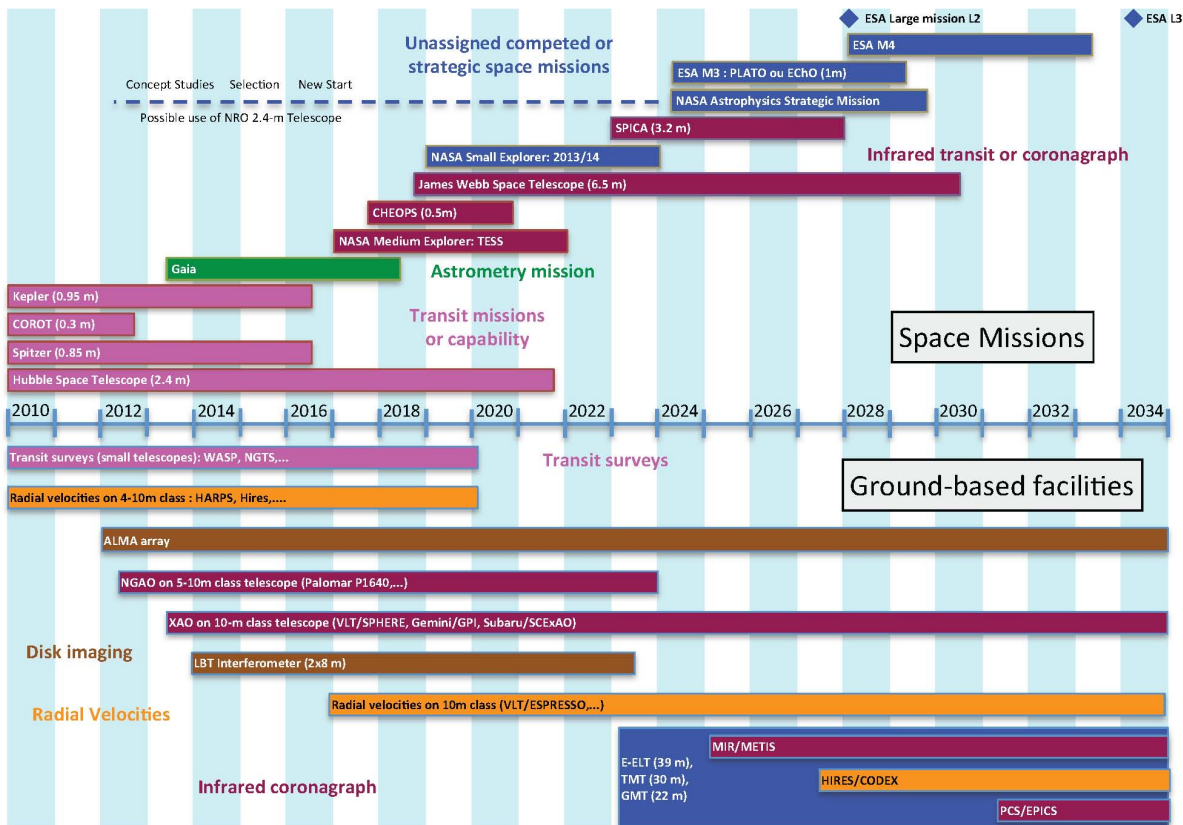 ESA Large mission L2
ESA L3
Unassigned competed or
strategic space missions
ESA M4
ESA M3 : PLATO ou EChO (1m)
Concept Studies Selection New Start
NASA Astrophysics Strategic Mission
Possible use of NRO 2.4-m Telescope
SPICA (3.2 m)
NASA Small Explorer: 2013/14
Infrared transit or coronagraph
James Webb Space Telescope (6.5 m)
CHEOPS (0.5m)
NASA Medium Explorer: TESS
Gaia
Astrometry mission
Kepler (0.95 m)
COROT (0.3 m)
Transit missions
or capability
Spitzer (0.85 m)
Space Missions
Hubble Space Telescope (2.4 m)
2010 2012 2014 2016 2018 2020 2022 2024 2026 2028 2030 2032 2034
Transit surveys (small telescopes): WASP, NGTS,...
Transit surveys
Radial velocities on 4-10m class : HARPS, Hires,....
Ground-based facilities
ALMA array
NGAO on 5-10m class telescope (Palomar P1640,...)
XAO on 10-m class telescope (VLT/SPHERE, Gemini/GPI, Subaru/SCExAO)
Disk imaging
LBT Interferometer (2x8 m)
Radial Velocities
Radial velocities on 10m class (VLT/ESPRESSO,...)
MIR/METIS
E-ELT (39 m),
TMT (30 m),
GMT (22 m)
HIRES/CODEX
Infrared coronagraph
PCS/EPICS